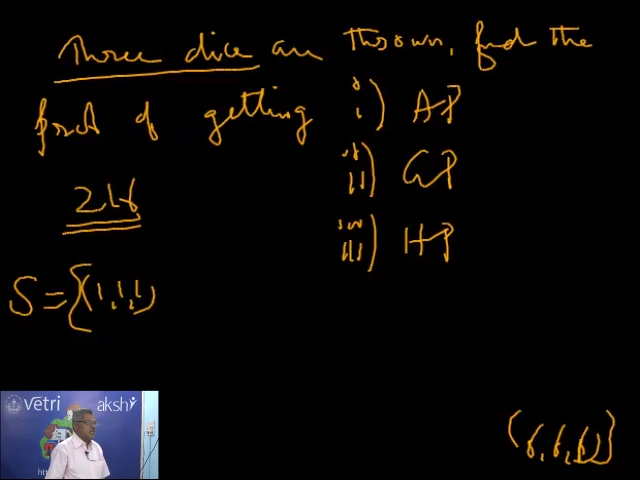 Three dice are thrown, find the
prob of getting i) AP
ii) GP
iii) HP
216
S = {(1,1,1)
(6,6,6)}
vetri
akshy